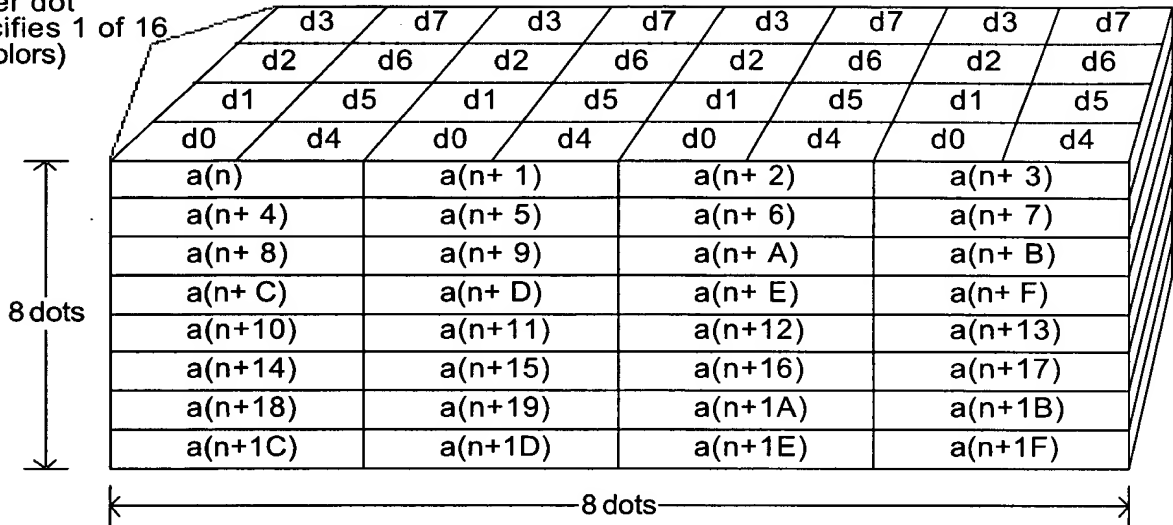 cifies 1 of 16
olors)
d3 d7 d3 d7 d3 d7 d3 d7
d2 d6 d2 d6 d2 d6 d2 d6
d1 d5 d1 d5 d1 d5 d1 d5
d0 d4 d0 d4 d0 d4 d0 d4
a(n) a(n+ 1) a(n+ 2) a(n+ 3)
a(n+ 4) a(n+ 5) a(n+ 6) a(n+ 7)
a(n+ 8) a(n+ 9) a(n+ A) a(n+ B)
a(n+ C) a(n+ D) a(n+ E) a(n+ F)
8 dots
a(n+10) a(n+11) a(n+12) a(n+13)
a(n+14) a(n+15) a(n+16) a(n+17)
a(n+18) a(n+19) a(n+1A) a(n+1B)
a(n+1C) a(n+1D) a(n+1E) a(n+1F)
8 dots